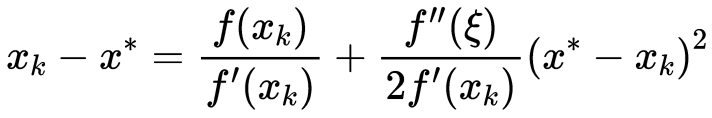 $x_k - x^* = \frac{f(x_k)}{f'(x_k)} + \frac{f''(\xi)}{2f'(x_k)}(x^* - x_k)^2$